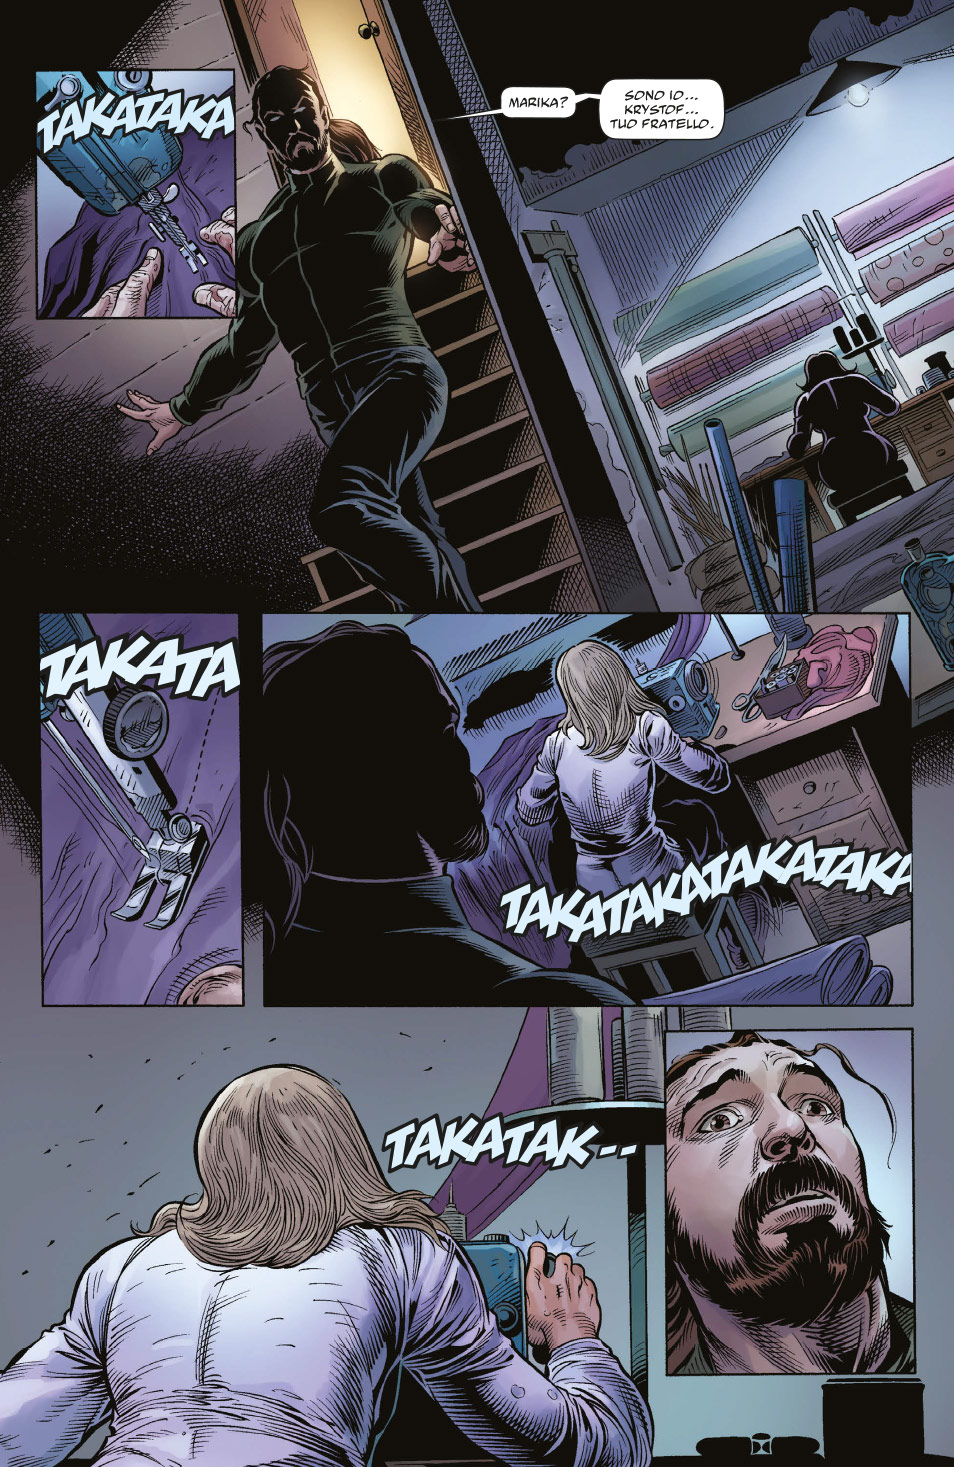 TAKATAKA
MARIKA?
SONO IO...
KRYSTOF...
TUO FRATELLO.
TAKATA
TAKATAKATAKATAKA
TAKATAK--